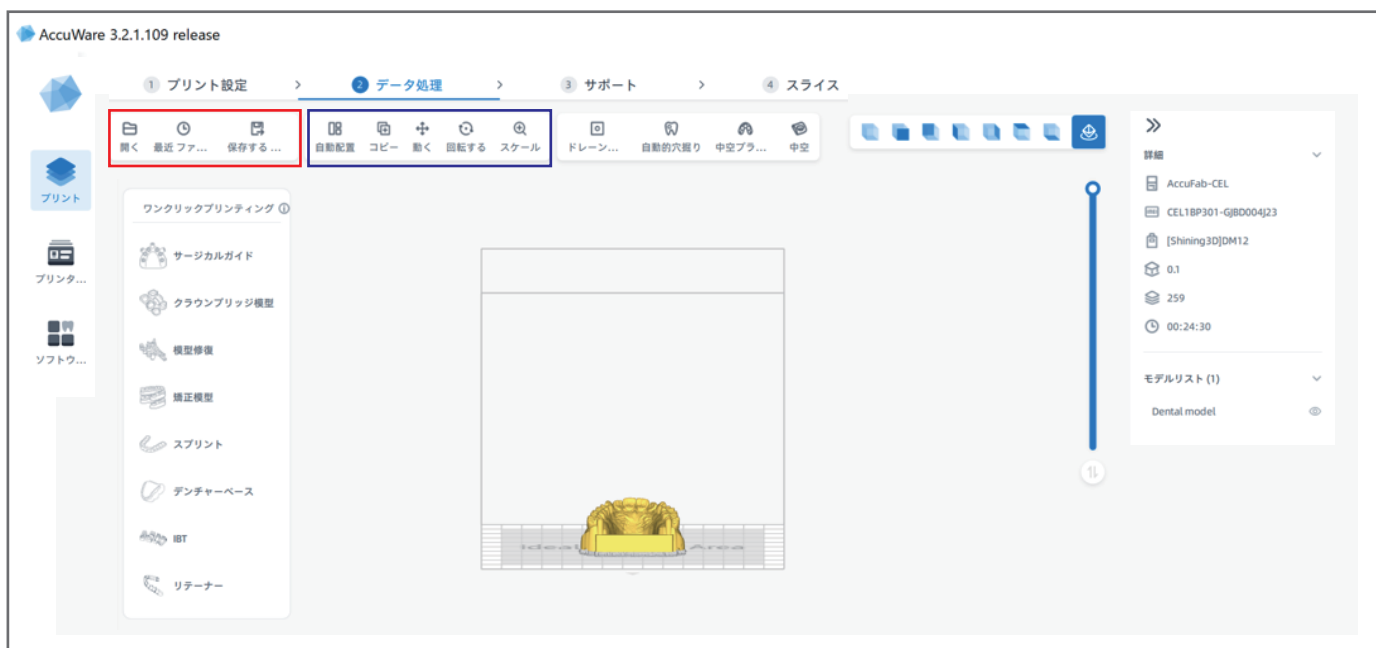 AccuWare 3.2.1.109 release
1 プリント設定 > 2 データ処理 > 3 サポート > 4 スライス
開く 最近 ファ... 保存する ... 自動配置 コピー 動く 回転する スケール ドレーン... 自動的穴掘り 中空プラ... 中空
プリント
プリンタ...
ソフトウ...
ワンクリックプリンティング
サージカルガイド
クラウンブリッジ模型
模型修復
矯正模型
スプリント
デンチャーベース
IBT
リテーナー
Ideal Area
詳細
AccuFab-CEL
CEL1BP301-GJBD004J23
[Shining3D]DM12
0.1
259
00:24:30
モデルリスト (1)
Dental model